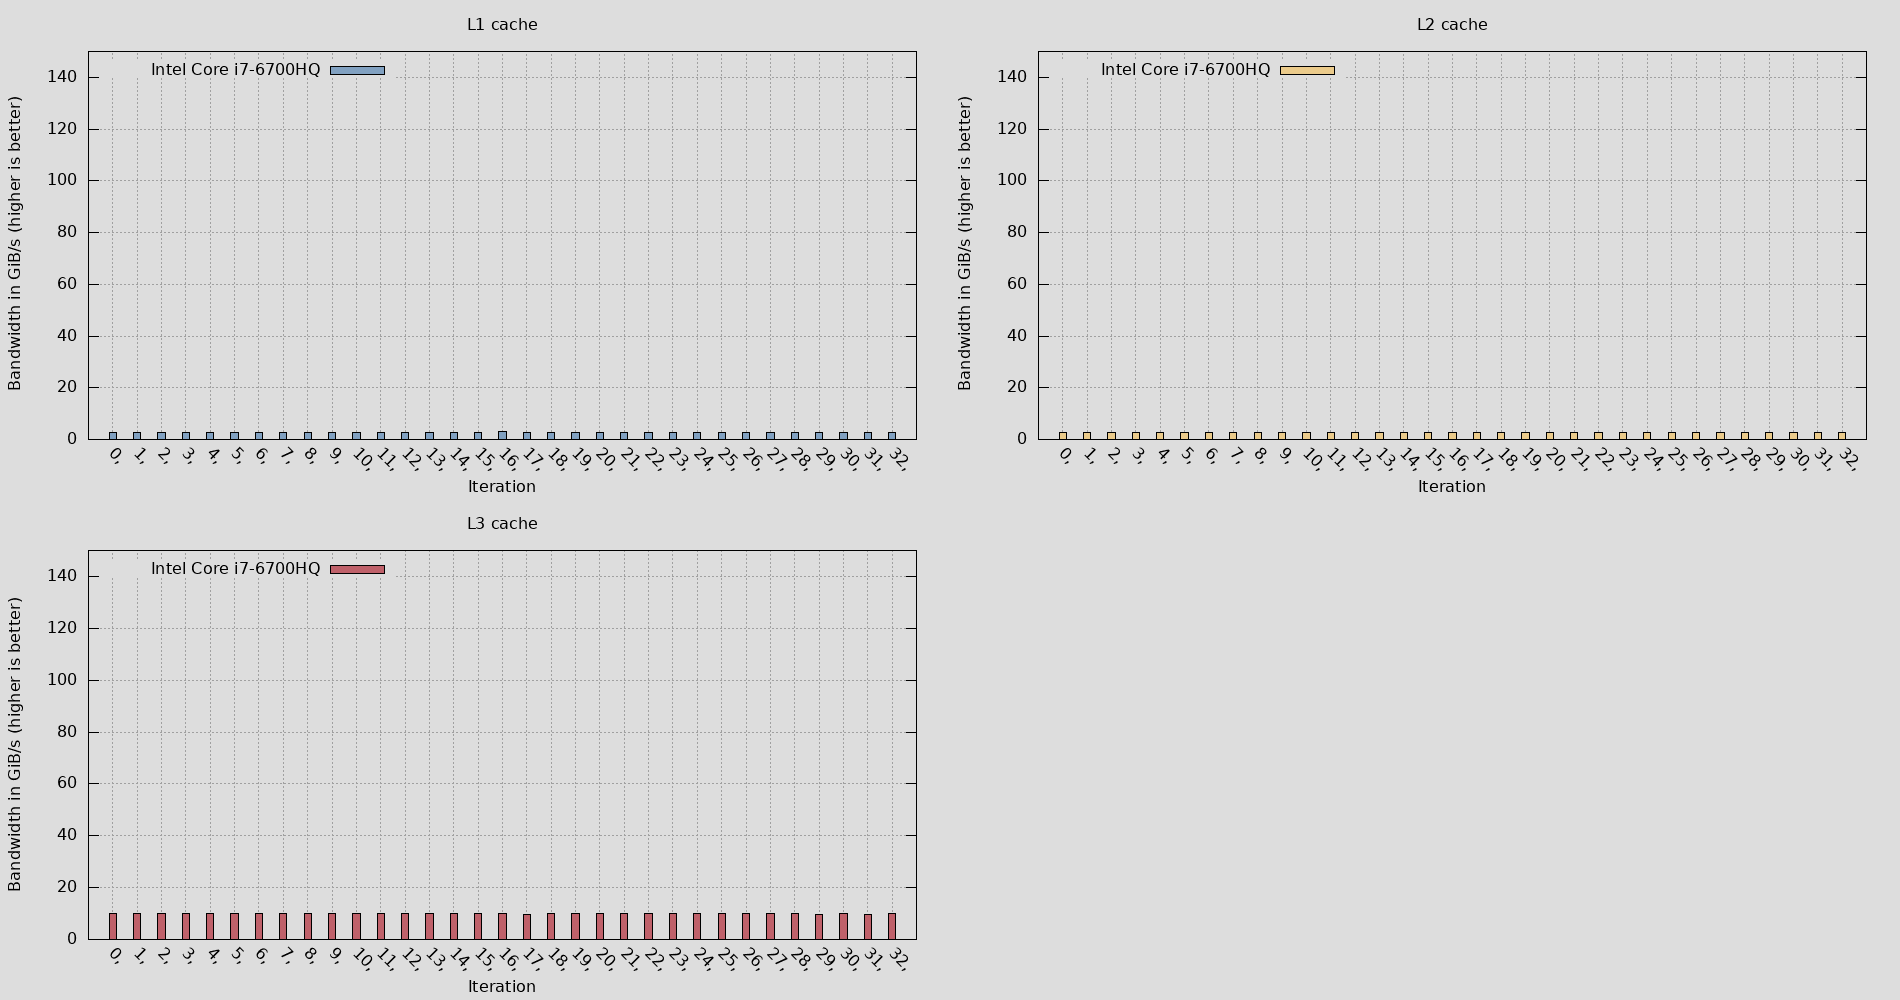 L1 cache
Intel Core i7-6700HQ
Bandwidth in GiB/s (higher is better)
140
120
100
80
60
40
20
0
0, 1, 2, 3, 4, 5, 6, 7, 8, 9, 10, 11, 12, 13, 14, 15, 16, 17, 18, 19, 20, 21, 22, 23, 24, 25, 26, 27, 28, 29, 30, 31, 32,
Iteration
L2 cache
Intel Core i7-6700HQ
Bandwidth in GiB/s (higher is better)
140
120
100
80
60
40
20
0
0, 1, 2, 3, 4, 5, 6, 7, 8, 9, 10, 11, 12, 13, 14, 15, 16, 17, 18, 19, 20, 21, 22, 23, 24, 25, 26, 27, 28, 29, 30, 31, 32,
Iteration
L3 cache
Intel Core i7-6700HQ
Bandwidth in GiB/s (higher is better)
140
120
100
80
60
40
20
0
0, 1, 2, 3, 4, 5, 6, 7, 8, 9, 10, 11, 12, 13, 14, 15, 16, 17, 18, 19, 20, 21, 22, 23, 24, 25, 26, 27, 28, 29, 30, 31, 32,
Iteration